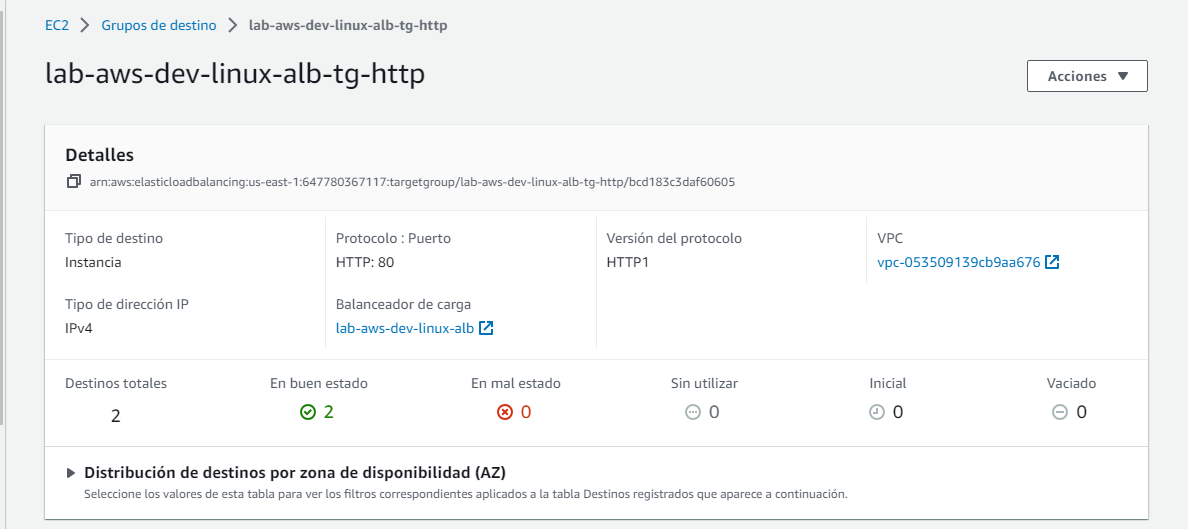 EC2 > Grupos de destino > lab-aws-dev-linux-alb-tg-http
lab-aws-dev-linux-alb-tg-http
Acciones
Detalles
arn:aws:elasticloadbalancing:us-east-1:647780367117:targetgroup/lab-aws-dev-linux-alb-tg-http/bcd183c3daf60605
Tipo de destino
Instancia
Protocolo : Puerto
HTTP: 80
Versión del protocolo
HTTP1
VPC
vpc-053509139cb9aa676
Tipo de dirección IP
IPv4
Balanceador de carga
lab-aws-dev-linux-alb
Destinos totales
2
En buen estado
2
En mal estado
0
Sin utilizar
0
Inicial
0
Vaciado
0
Distribución de destinos por zona de disponibilidad (AZ)
Seleccione los valores de esta tabla para ver los filtros correspondientes aplicados a la tabla Destinos registrados que aparece a continuación.